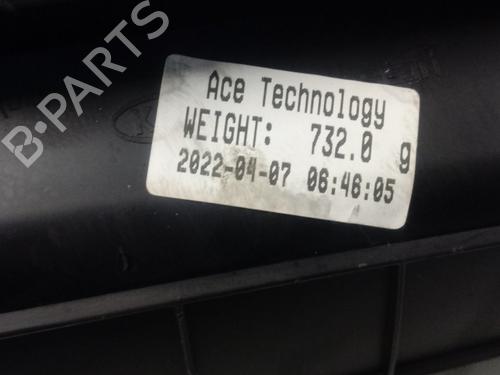 B-PARTS
Ace Technology
WEIGHT: 732.0 g
2022-04-07 06:46:05